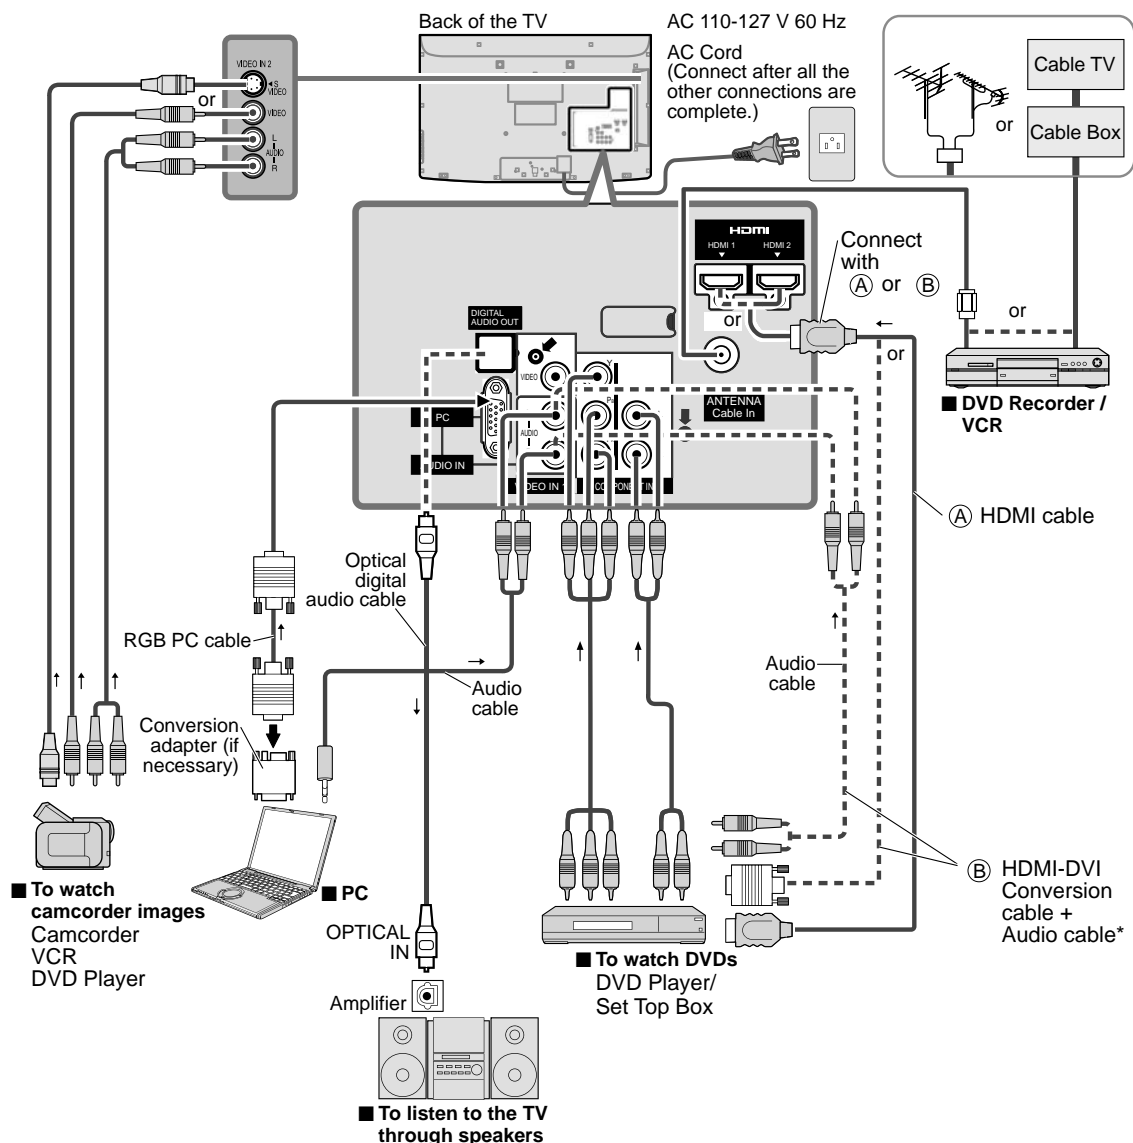 Back of the TV
AC 110-127 V 60 Hz
AC Cord
(Connect after all the
other connections are
complete.)
Cable TV
or
Cable Box
VIDEO IN 2
S
VIDEO
or
VIDEO
L
AUDIO
R
HDMI
HDMI 1
HDMI 2
Connect
with
Ⓐ or Ⓑ
or
or
or
DIGITAL
AUDIO OUT
VIDEO
Y
PC
AUDIO
ANTENNA
Cable In
■ DVD Recorder /
VCR
Ⓐ HDMI cable
Optical
digital
audio cable
RGB PC cable
Audio
cable
Audio
cable
Conversion
adapter (if
necessary)
Ⓑ HDMI-DVI
Conversion
cable +
Audio cable*
■ To watch
camcorder images
Camcorder
VCR
DVD Player
■ PC
OPTICAL
IN
■ To watch DVDs
DVD Player/
Set Top Box
Amplifier
■ To listen to the TV
through speakers